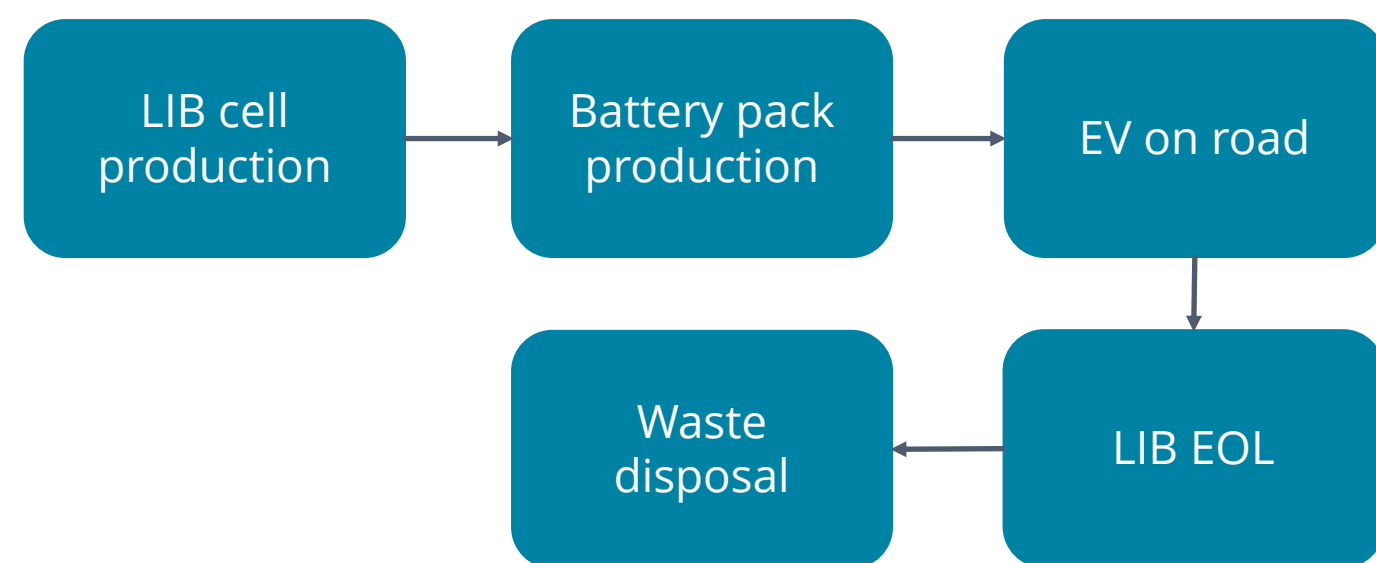 LIB cell
production
Battery pack
production
EV on road
Waste
disposal
LIB EOL